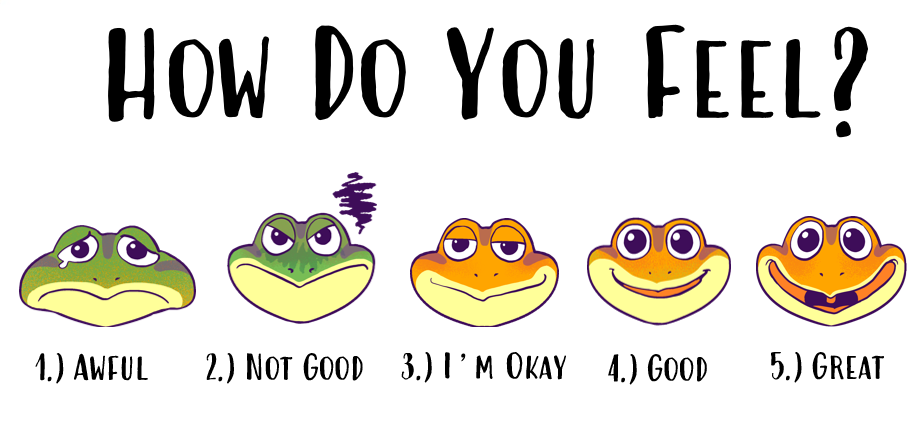 How Do You Feel?
1.) Awful 2.) Not Good 3.) I'm Okay 4.) Good 5.) Great